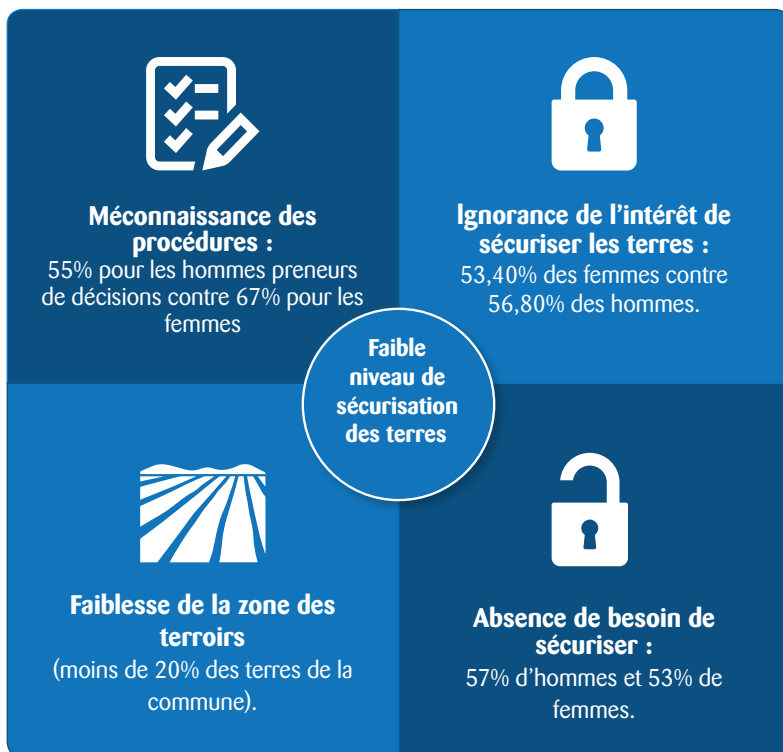 Méconnaissance des
procédures :
55% pour les hommes preneurs
de décisions contre 67% pour les
femmes
Ignorance de l'intérêt de
sécuriser les terres :
53,40% des femmes contre
56,80% des hommes.
Faible
niveau de
sécurisation
des terres
Faiblesse de la zone des
terroirs
(moins de 20% des terres de la
commune).
Absence de besoin de
sécuriser :
57% d'hommes et 53% de
femmes.